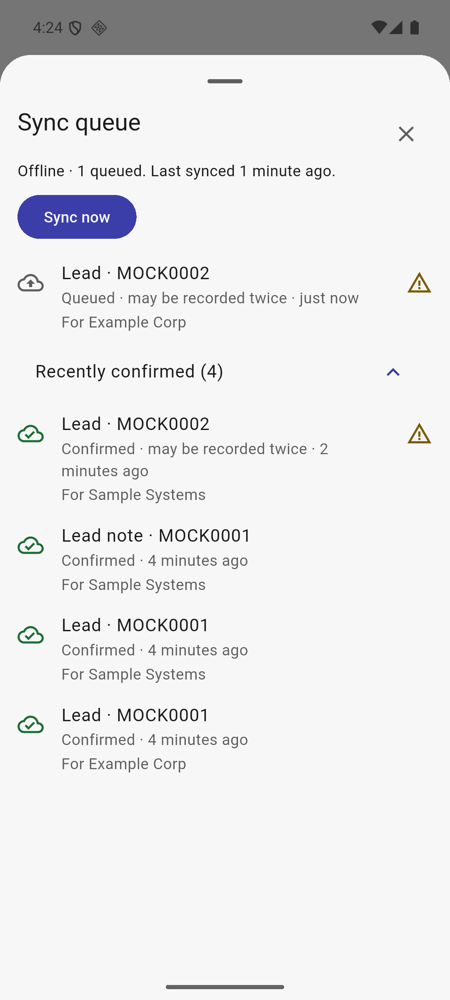 4:24
Sync queue
Offline · 1 queued. Last synced 1 minute ago.
Sync now
Lead · MOCK0002
Queued · may be recorded twice · just now
For Example Corp
Recently confirmed (4)
Lead · MOCK0002
Confirmed · may be recorded twice · 2
minutes ago
For Sample Systems
Lead note · MOCK0001
Confirmed · 4 minutes ago
For Sample Systems
Lead · MOCK0001
Confirmed · 4 minutes ago
For Sample Systems
Lead · MOCK0001
Confirmed · 4 minutes ago
For Example Corp